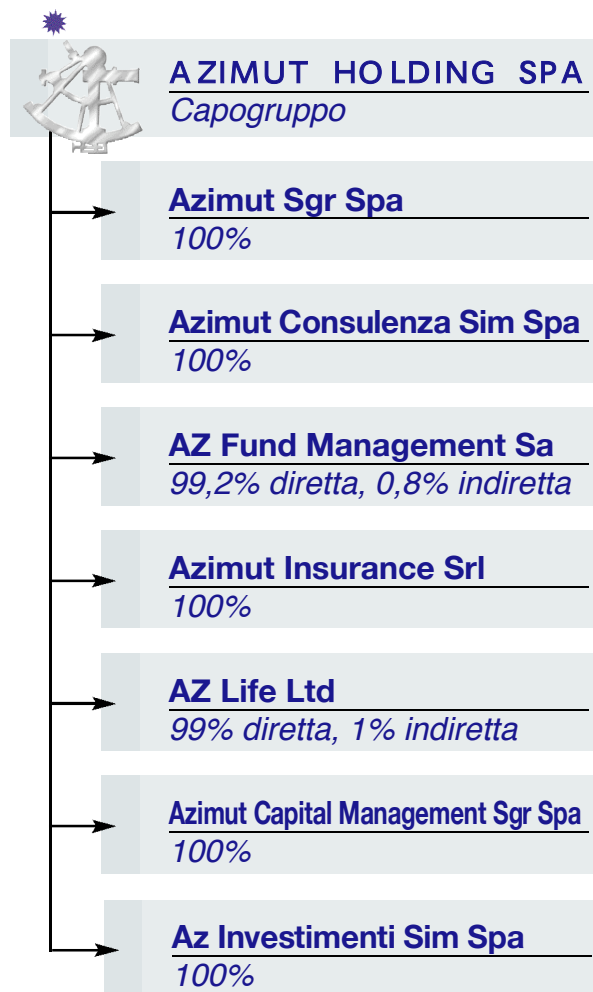 AZIMUT HOLDING SPA
Capogruppo
Azimut Sgr Spa
100%
Azimut Consulenza Sim Spa
100%
AZ Fund Management Sa
99,2% diretta, 0,8% indiretta
Azimut Insurance Srl
100%
AZ Life Ltd
99% diretta, 1% indiretta
Azimut Capital Management Sgr Spa
100%
Az Investimenti Sim Spa
100%